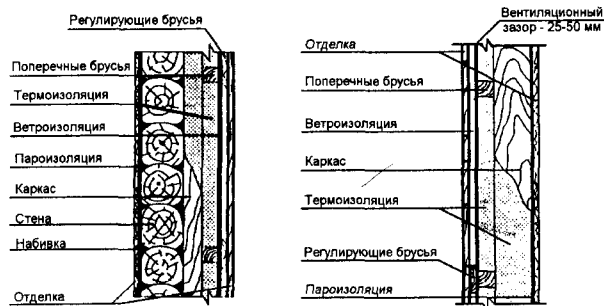 Регулирующие брусья
Поперечные брусья
Термоизоляция
Ветроизоляция
Пароизоляция
Каркас
Стена
Набивка
Отделка
Вентиляционный
зазор - 25-50 мм
Отделка
Поперечные брусья
Ветроизоляция
Каркас
Термоизоляция
Регулирующие брусья
Пароизоляция